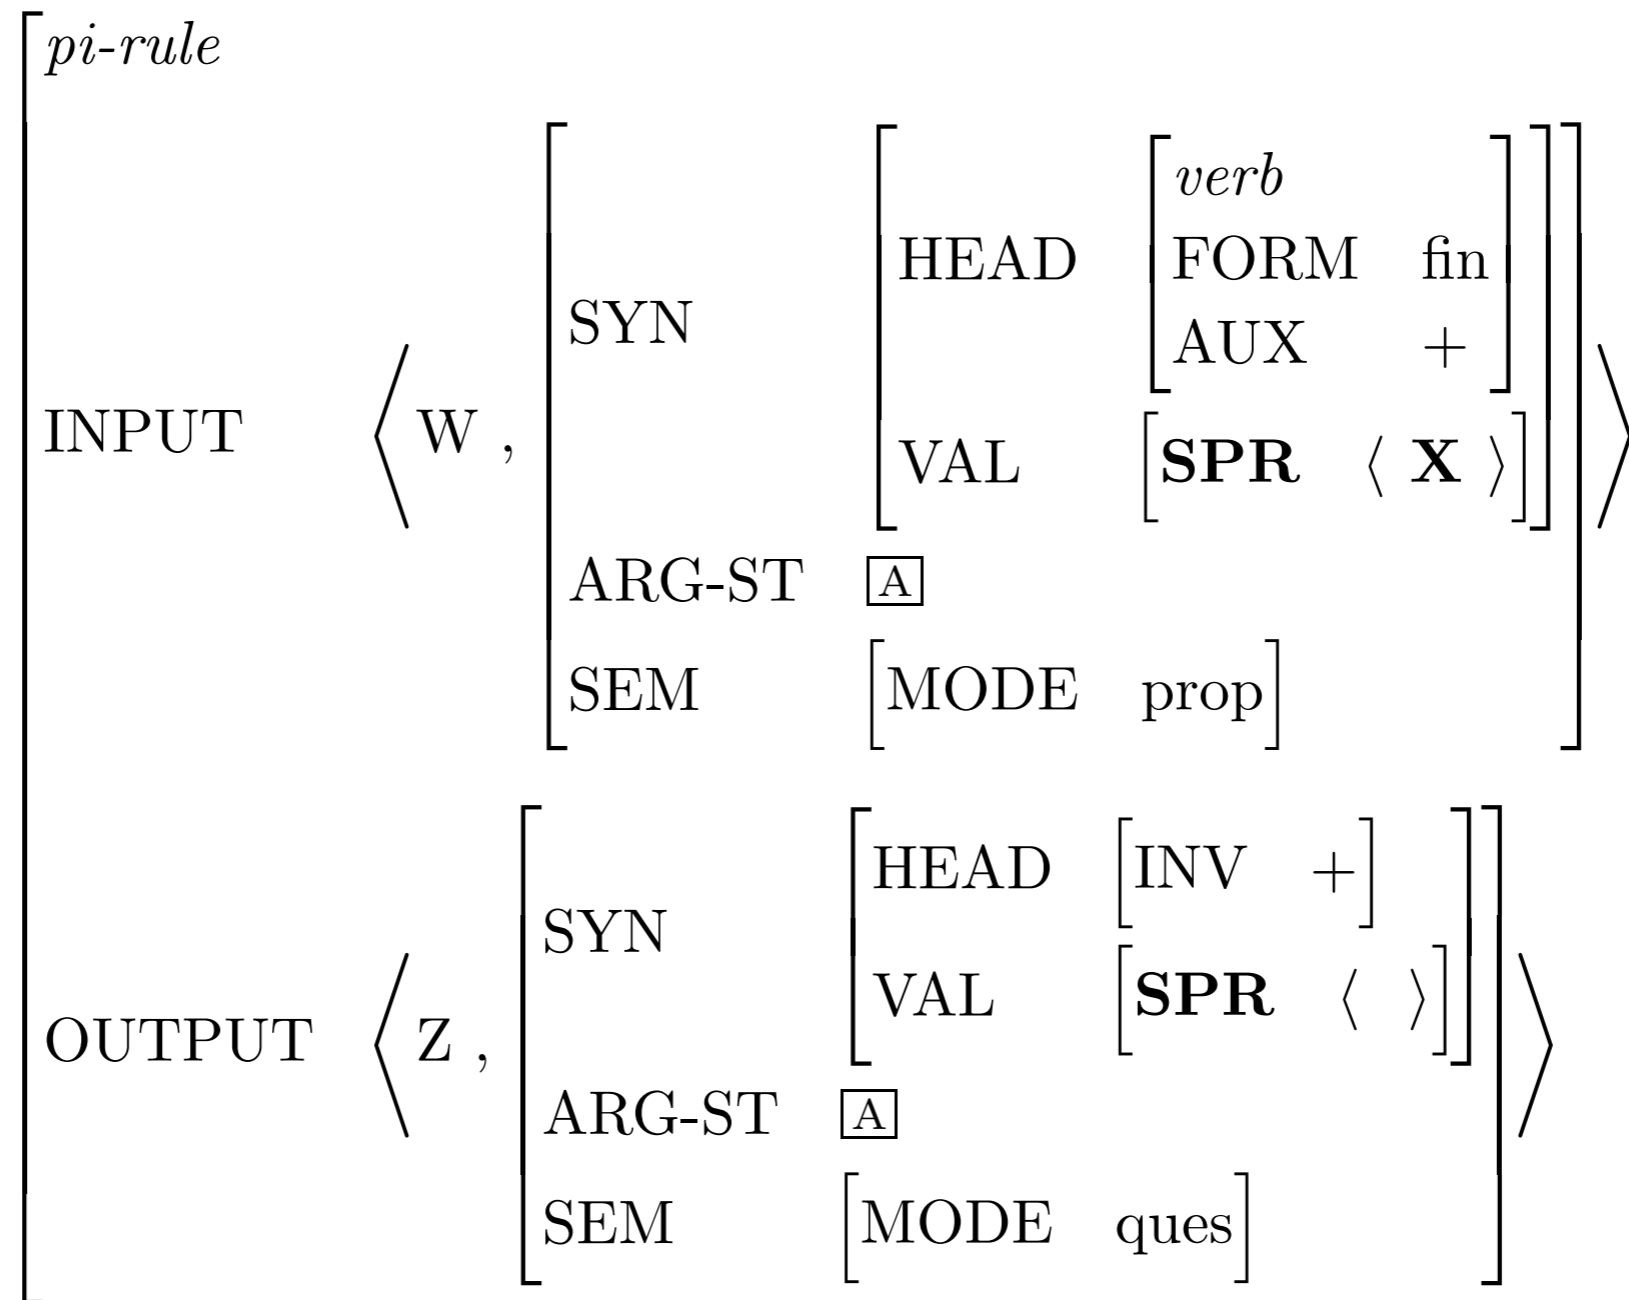 pi-rule
verb
HEAD FORM fin
SYN AUX +
INPUT ⟨ W , VAL [ SPR ⟨ X ⟩ ] ⟩
ARG-ST A
SEM [ MODE prop ]
HEAD [ INV + ]
SYN
VAL [ SPR ⟨ ⟩ ]
OUTPUT ⟨ Z , ⟩
ARG-ST A
SEM [ MODE ques ]